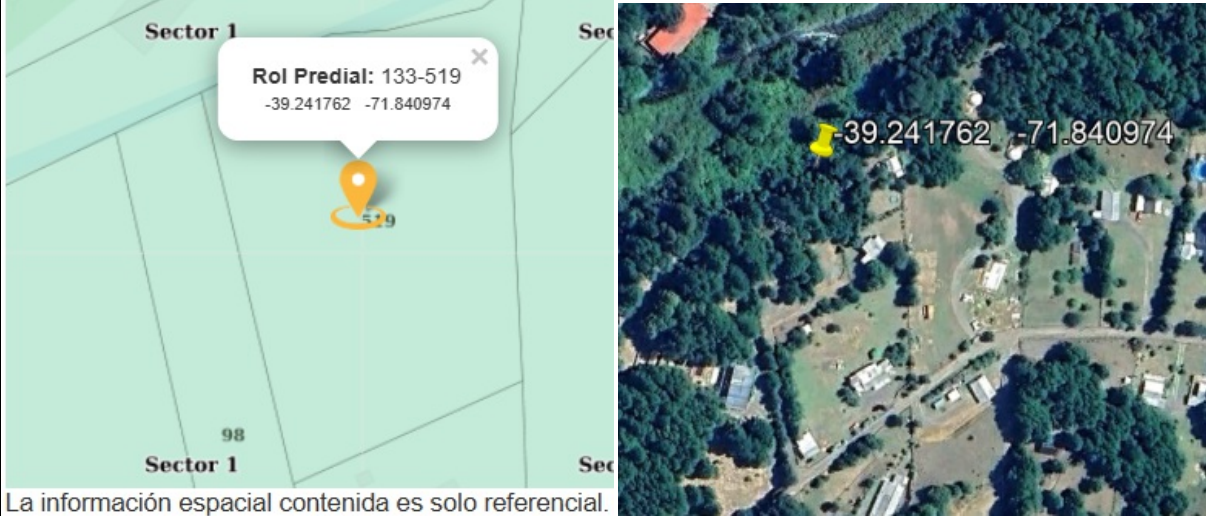 Sector 1
Sec
×
Rol Predial: 133-519
-39.241762 -71.840974
519
98
Sector 1
Sec
La información espacial contenida es solo referencial.
-39.241762 -71.840974